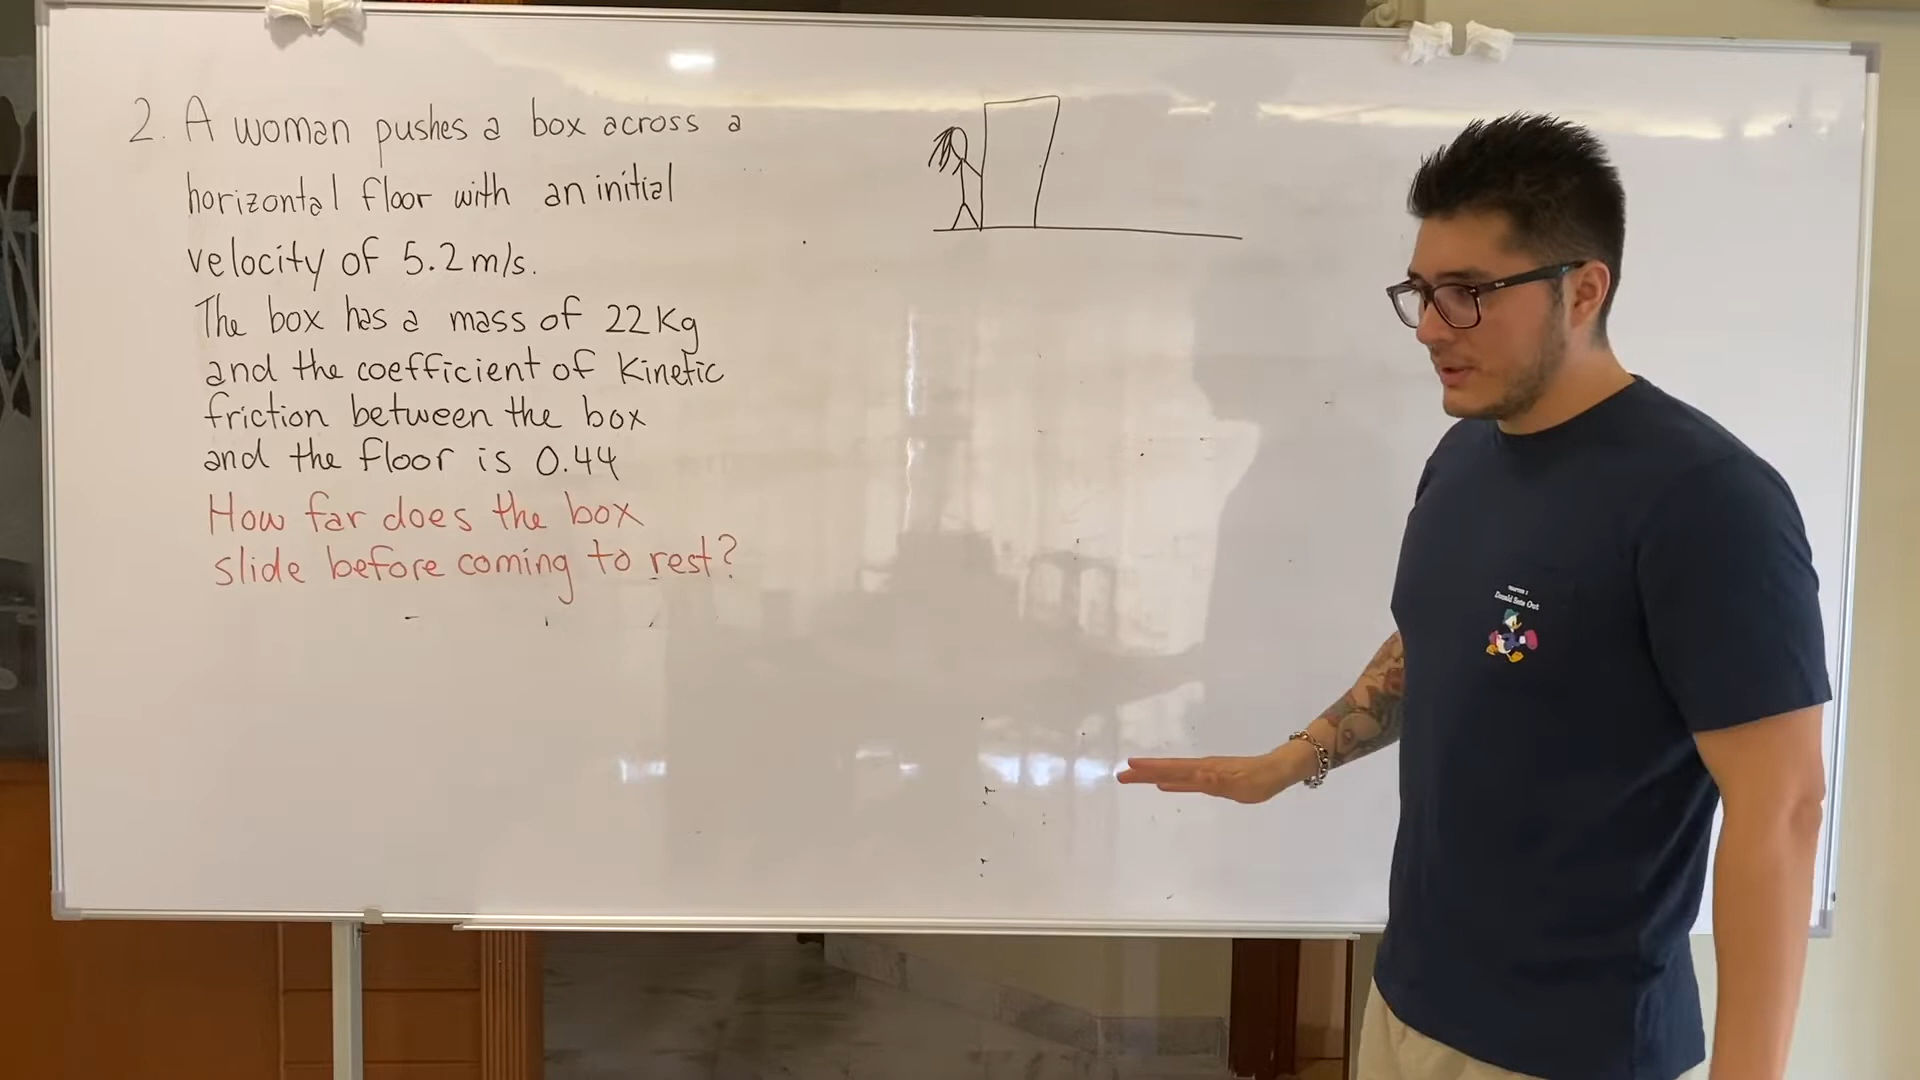 2. A woman pushes a box across a
horizontal floor with an initial
velocity of 5.2 m/s.
The box has a mass of 22 Kg
and the coefficient of Kinetic
friction between the box
and the floor is 0.44
How far does the box
slide before coming to rest?